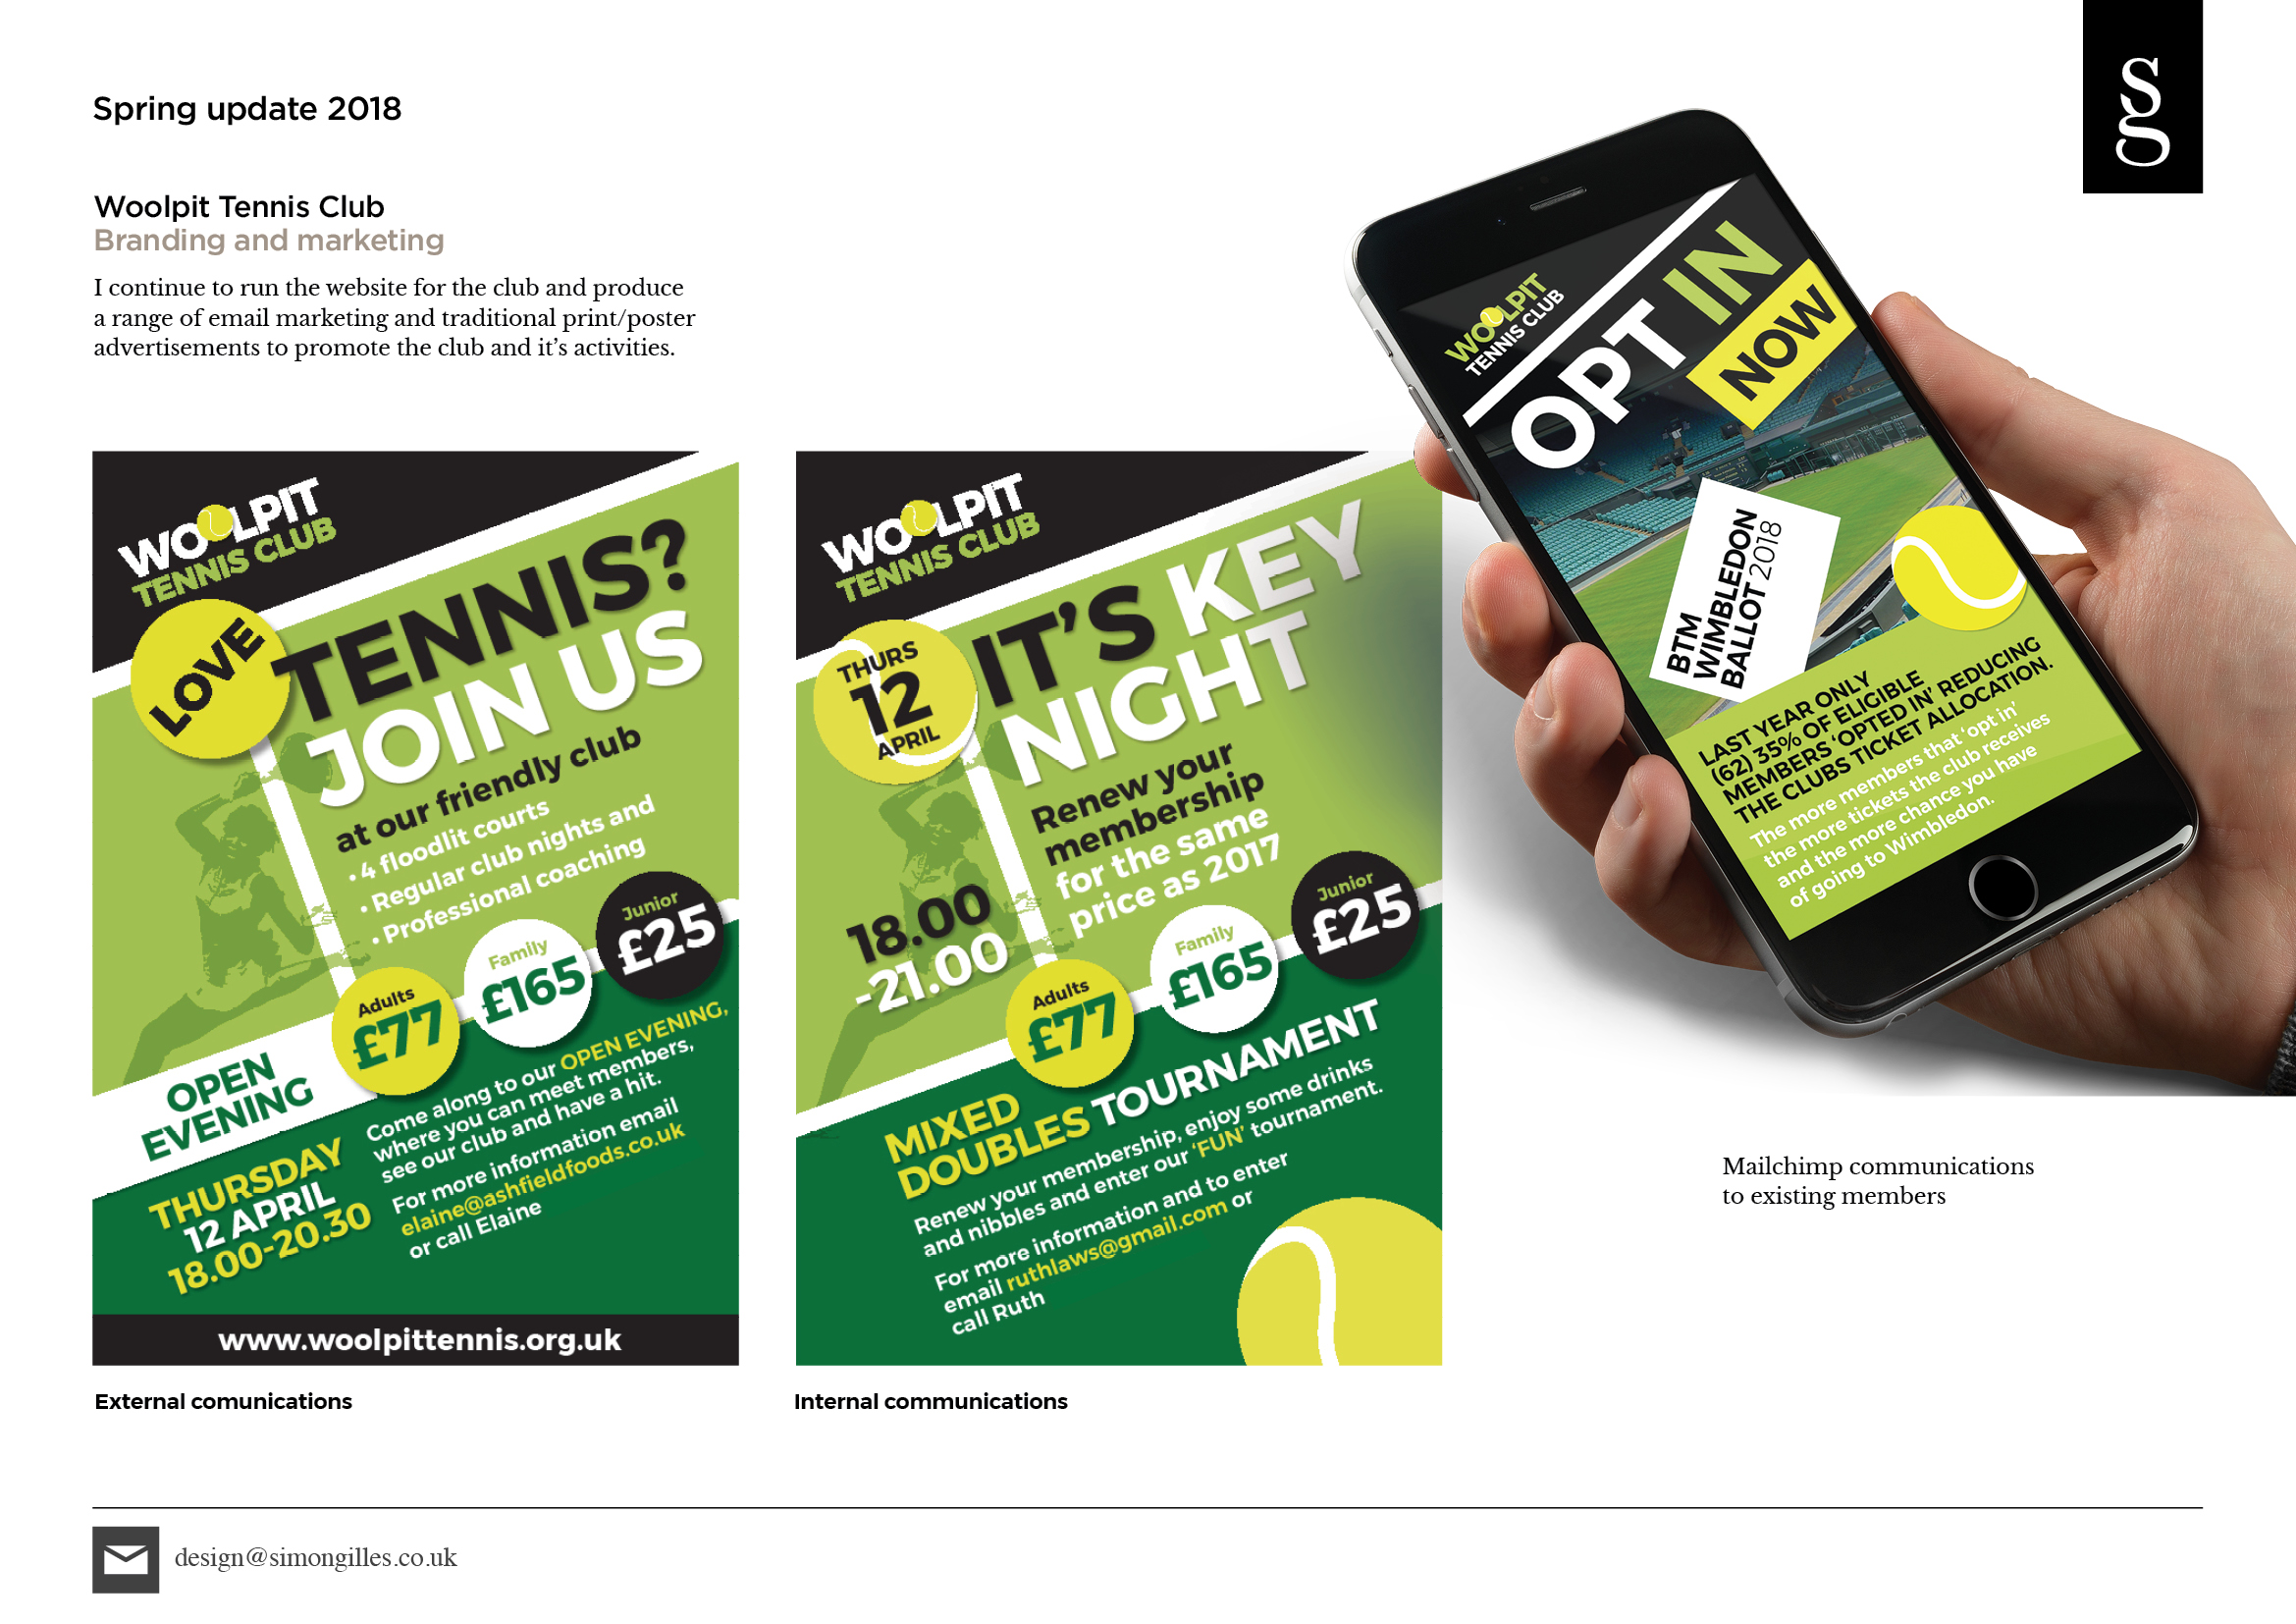 Spring update 2018
sg
Woolpit Tennis Club
Branding and marketing
I continue to run the website for the club and produce
a range of email marketing and traditional print/poster
advertisements to promote the club and it's activities.
WOOLPIT
TENNIS CLUB
LOVE
TENNIS?
JOIN US
at our friendly club
• 4 floodlit courts
• Regular club nights and
• Professional coaching
Adults
£77
Family
£165
Junior
£25
OPEN
EVENING
THURSDAY
12 APRIL
18.00-20.30
Come along to our OPEN EVENING,
where you can meet members,
see our club and have a hit.
For more information email
elaine@ashfieldfoods.co.uk
or call Elaine
www.woolpittennis.org.uk
External comunications
WOOLPIT
TENNIS CLUB
THURS
12
APRIL
IT'S KEY
NIGHT
Renew your
membership
for the same
price as 2017
18.00
-21.00
Adults
£77
Family
£165
Junior
£25
MIXED
DOUBLES TOURNAMENT
Renew your membership, enjoy some drinks
and nibbles and enter our 'FUN' tournament.
For more information and to enter
email ruthlaws@gmail.com or
call Ruth
Internal communications
WOOLPIT
TENNIS CLUB
OPT IN
NOW
BTM
WIMBLEDON
BALLOT 2018
LAST YEAR ONLY
(62) 35% OF ELIGIBLE
MEMBERS 'OPTED IN' REDUCING
THE CLUBS TICKET ALLOCATION.
The more members that 'opt in'
the more tickets the club receives
and the more chance you have
of going to Wimbledon.
Mailchimp communications
to existing members
design@simongilles.co.uk